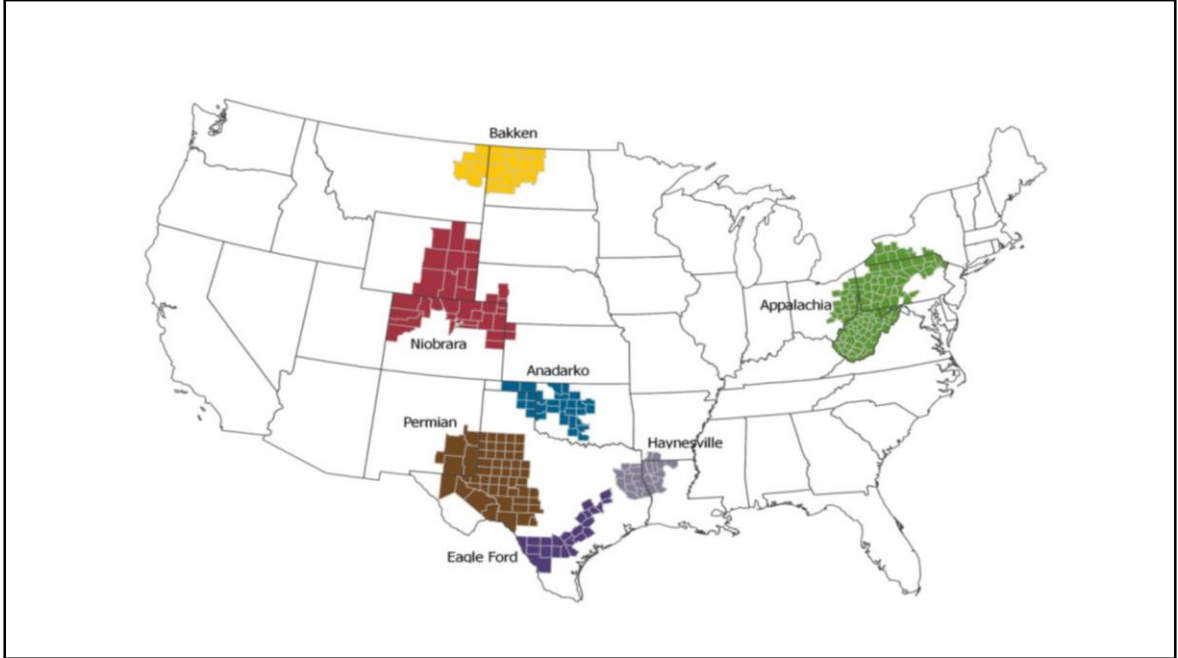 Bakken
Appalachia
Niobrara
Anadarko
Permian
Haynesville
Eagle Ford